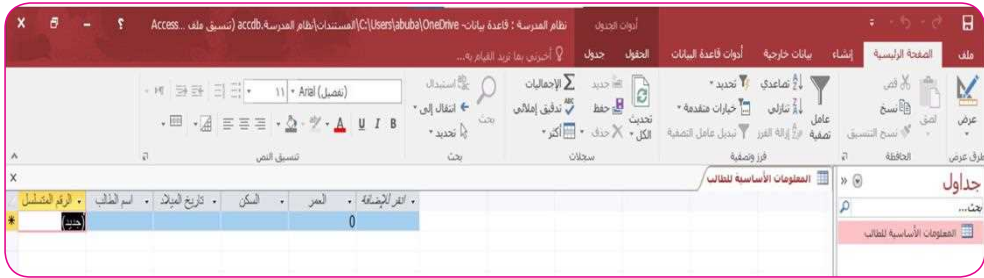 نظام المدرسة : قاعدة بيانات- C:\Users\abuba\OneDrive\المستندات\نظام المدرسة.accdb (تنسيق ملف Access...
أدوات الجدول
ملف الصفحة الرئيسية إنشاء بيانات خارجية أدوات قاعدة البيانات الحقول جدول أخبرني بما تريد القيام به...
عرض
طرق عرض
لصق
قص
نسخ
نسخ التنسيق
الحافظة
عامل تصفية
تصاعدي
تنازلي
إزالة الفرز
تحديد
خيارات متقدمة
تبديل عامل التصفية
فرز وتصفية
تحديث الكل
جديد
حفظ
حذف
الإجماليات
تدقيق إملائي
أكثر
سجلات
بحث
استبدال
انتقال إلى
تحديد
بحث
Arial (تفصيل) 11
B I U A
تنسيق النص
جداول
بحث...
المعلومات الأساسية للطالب
المعلومات الأساسية للطالب
الرقم المتسلسل اسم الطالب تاريخ الميلاد السكن العمر انقر للإضافة
(جديد) 0